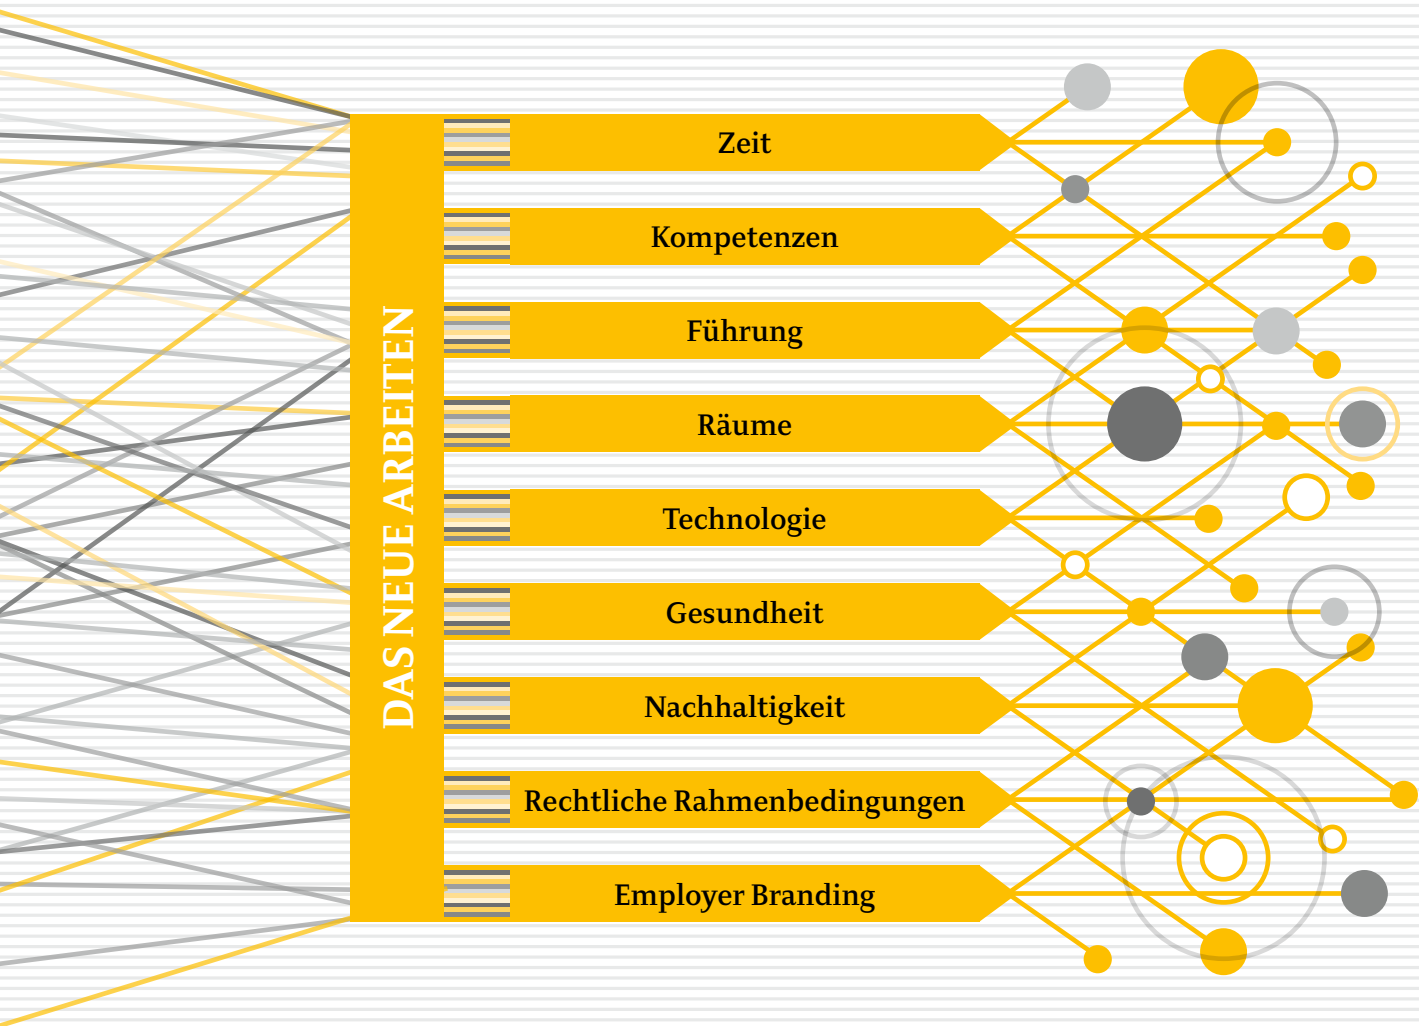 DAS NEUE ARBEITEN
Zeit
Kompetenzen
Führung
Räume
Technologie
Gesundheit
Nachhaltigkeit
Rechtliche Rahmenbedingungen
Employer Branding